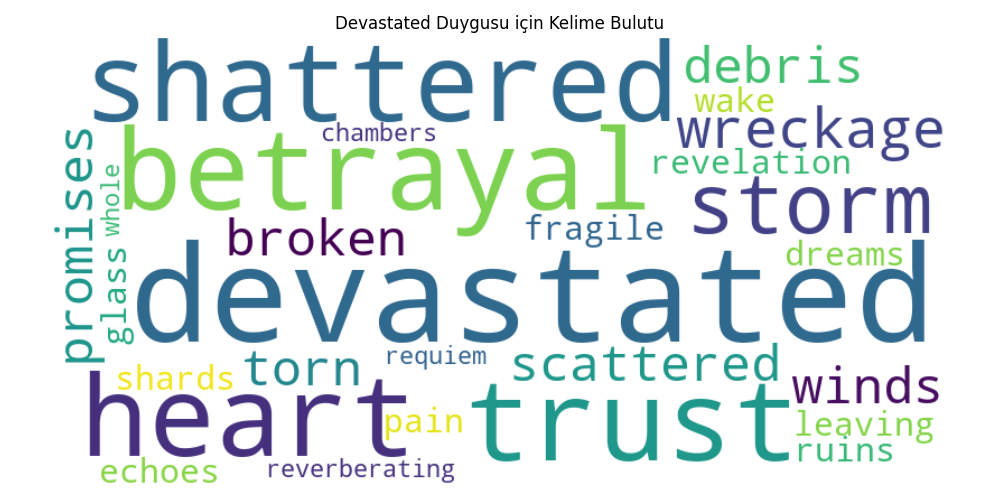 Devastated Duygusu için Kelime Bulutu
shattered
debris
wake
chambers
wreckage
betrayal
revelation
promises
whole
storm
fragile
broken
dreams
glass
devastated
requiem
scattered
torn
shards
winds
heart
trust
pain
leaving
ruins
echoes
reverberating